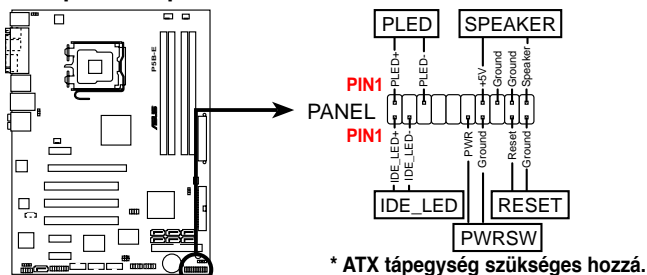 PLED SPEAKER
PLED+
PLED-
+5V
Ground
Ground
Speaker
PIN1
PANEL
PIN1
IDE_LED+
IDE_LED-
PWR
Ground
Reset
Ground
IDE_LED RESET
PWRSW
* ATX tápegység szükséges hozzá.
P5B-E
ASUS